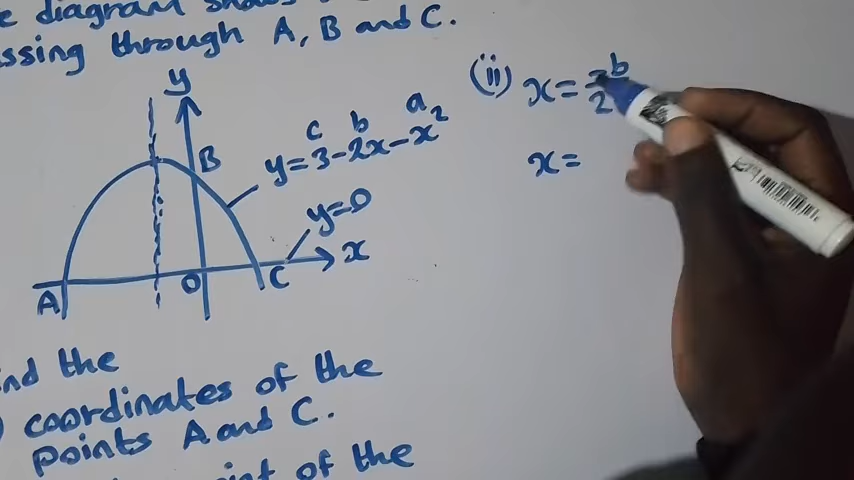 diagram
ssing through A, B and C.
y
c b a
B y=3-2x-x²
y=0
x
A O C
nd the
coordinates of the
points A and C.
of the
(ii) x=-b
2
x=